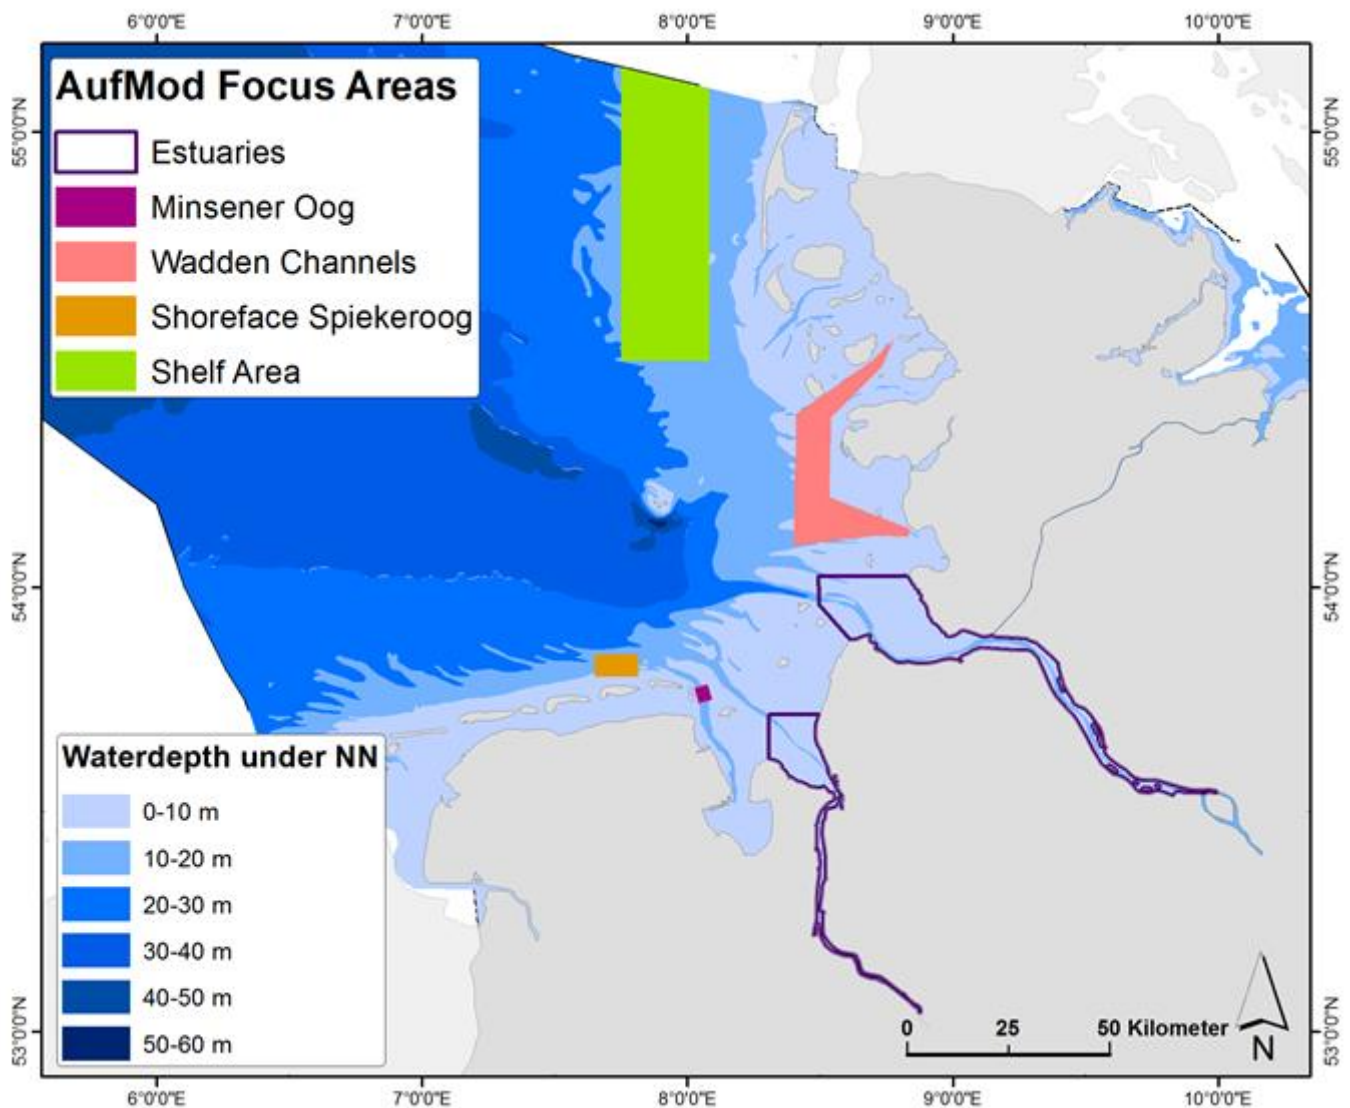 6°0'0"E 7°0'0"E 8°0'0"E 9°0'0"E 10°0'0"E
AufMod Focus Areas
Estuaries
Minsener Oog
Wadden Channels
Shoreface Spiekeroog
Shelf Area
55°0'0"N 55°0'0"N
54°0'0"N 54°0'0"N
Waterdepth under NN
0-10 m
10-20 m
20-30 m
30-40 m
40-50 m
50-60 m
0 25 50 Kilometer
N
53°0'0"N 53°0'0"N
6°0'0"E 7°0'0"E 8°0'0"E 9°0'0"E 10°0'0"E